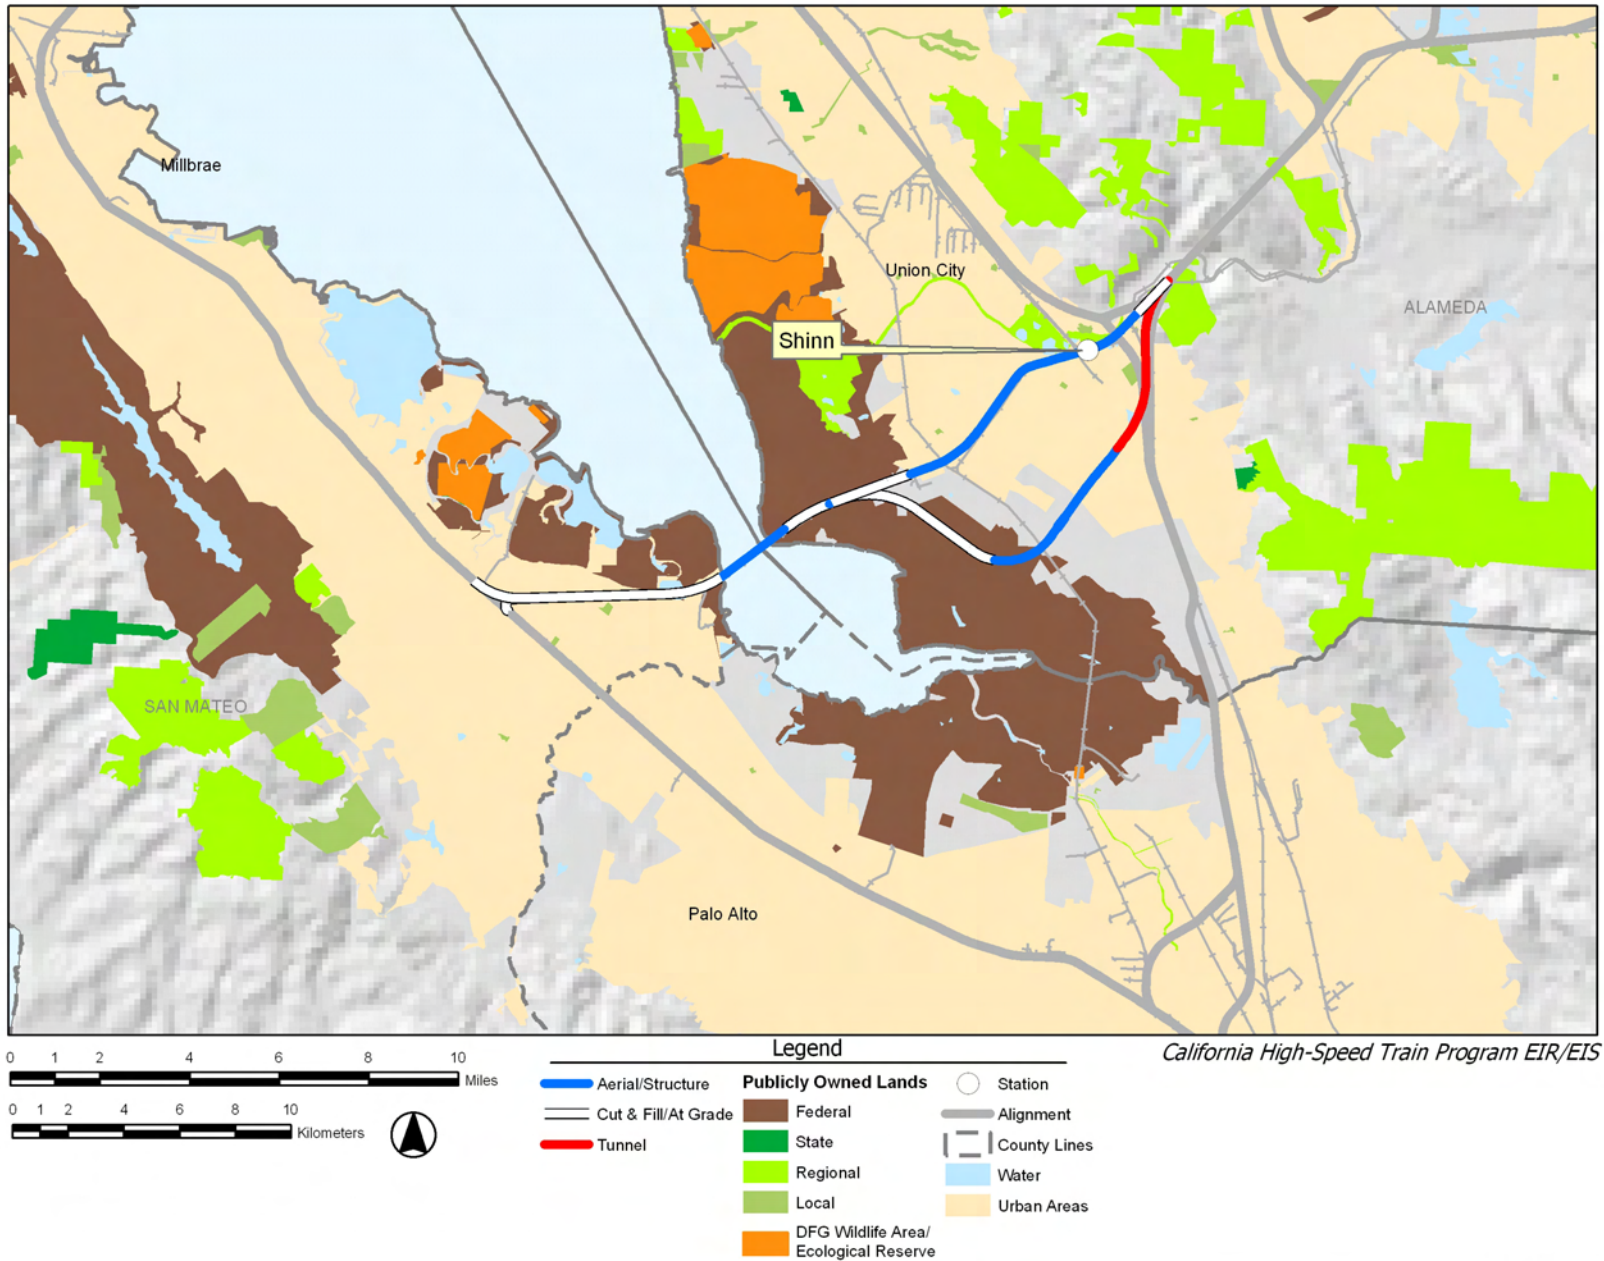 Millbrae
Union City
ALAMEDA
Shinn
SAN MATEO
Palo Alto
California High-Speed Train Program EIR/EIS
0 1 2 4 6 8 10
Miles
0 1 2 4 6 8 10
Kilometers
Legend
Aerial/Structure
Cut & Fill/At Grade
Tunnel
Publicly Owned Lands
Federal
State
Regional
Local
DFG Wildlife Area/
Ecological Reserve
Station
Alignment
County Lines
Water
Urban Areas